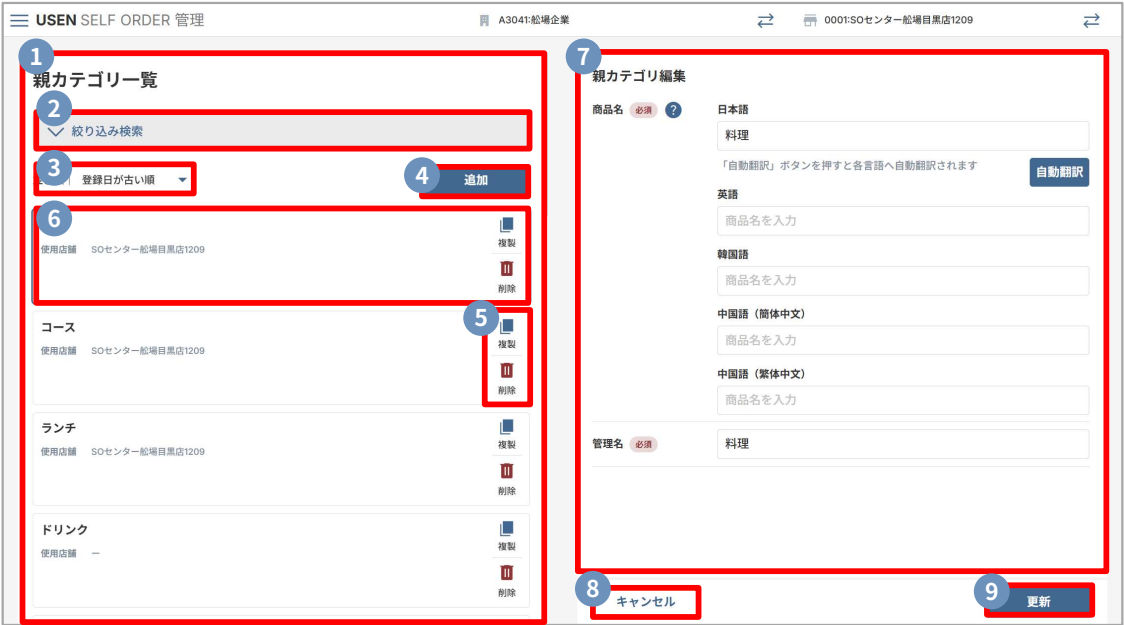 USEN SELF ORDER 管理
A3041:舩場企業
0001:SOセンター舩場目黒店1209
1
親カテゴリ一覧
2
絞り込み検索
3
登録日が古い順
4
追加
6
複製
使用店舗 SOセンター舩場目黒店1209
削除
5
コース
複製
使用店舗 SOセンター舩場目黒店1209
削除
ランチ
複製
使用店舗 SOセンター舩場目黒店1209
削除
ドリンク
複製
使用店舗 ー
削除
7
親カテゴリ編集
商品名 必須 ? 日本語
料理
「自動翻訳」ボタンを押すと各言語へ自動翻訳されます
自動翻訳
英語
商品名を入力
韓国語
商品名を入力
中国語（簡体中文）
商品名を入力
中国語（繁体中文）
商品名を入力
管理名 必須 料理
8
キャンセル
9
更新